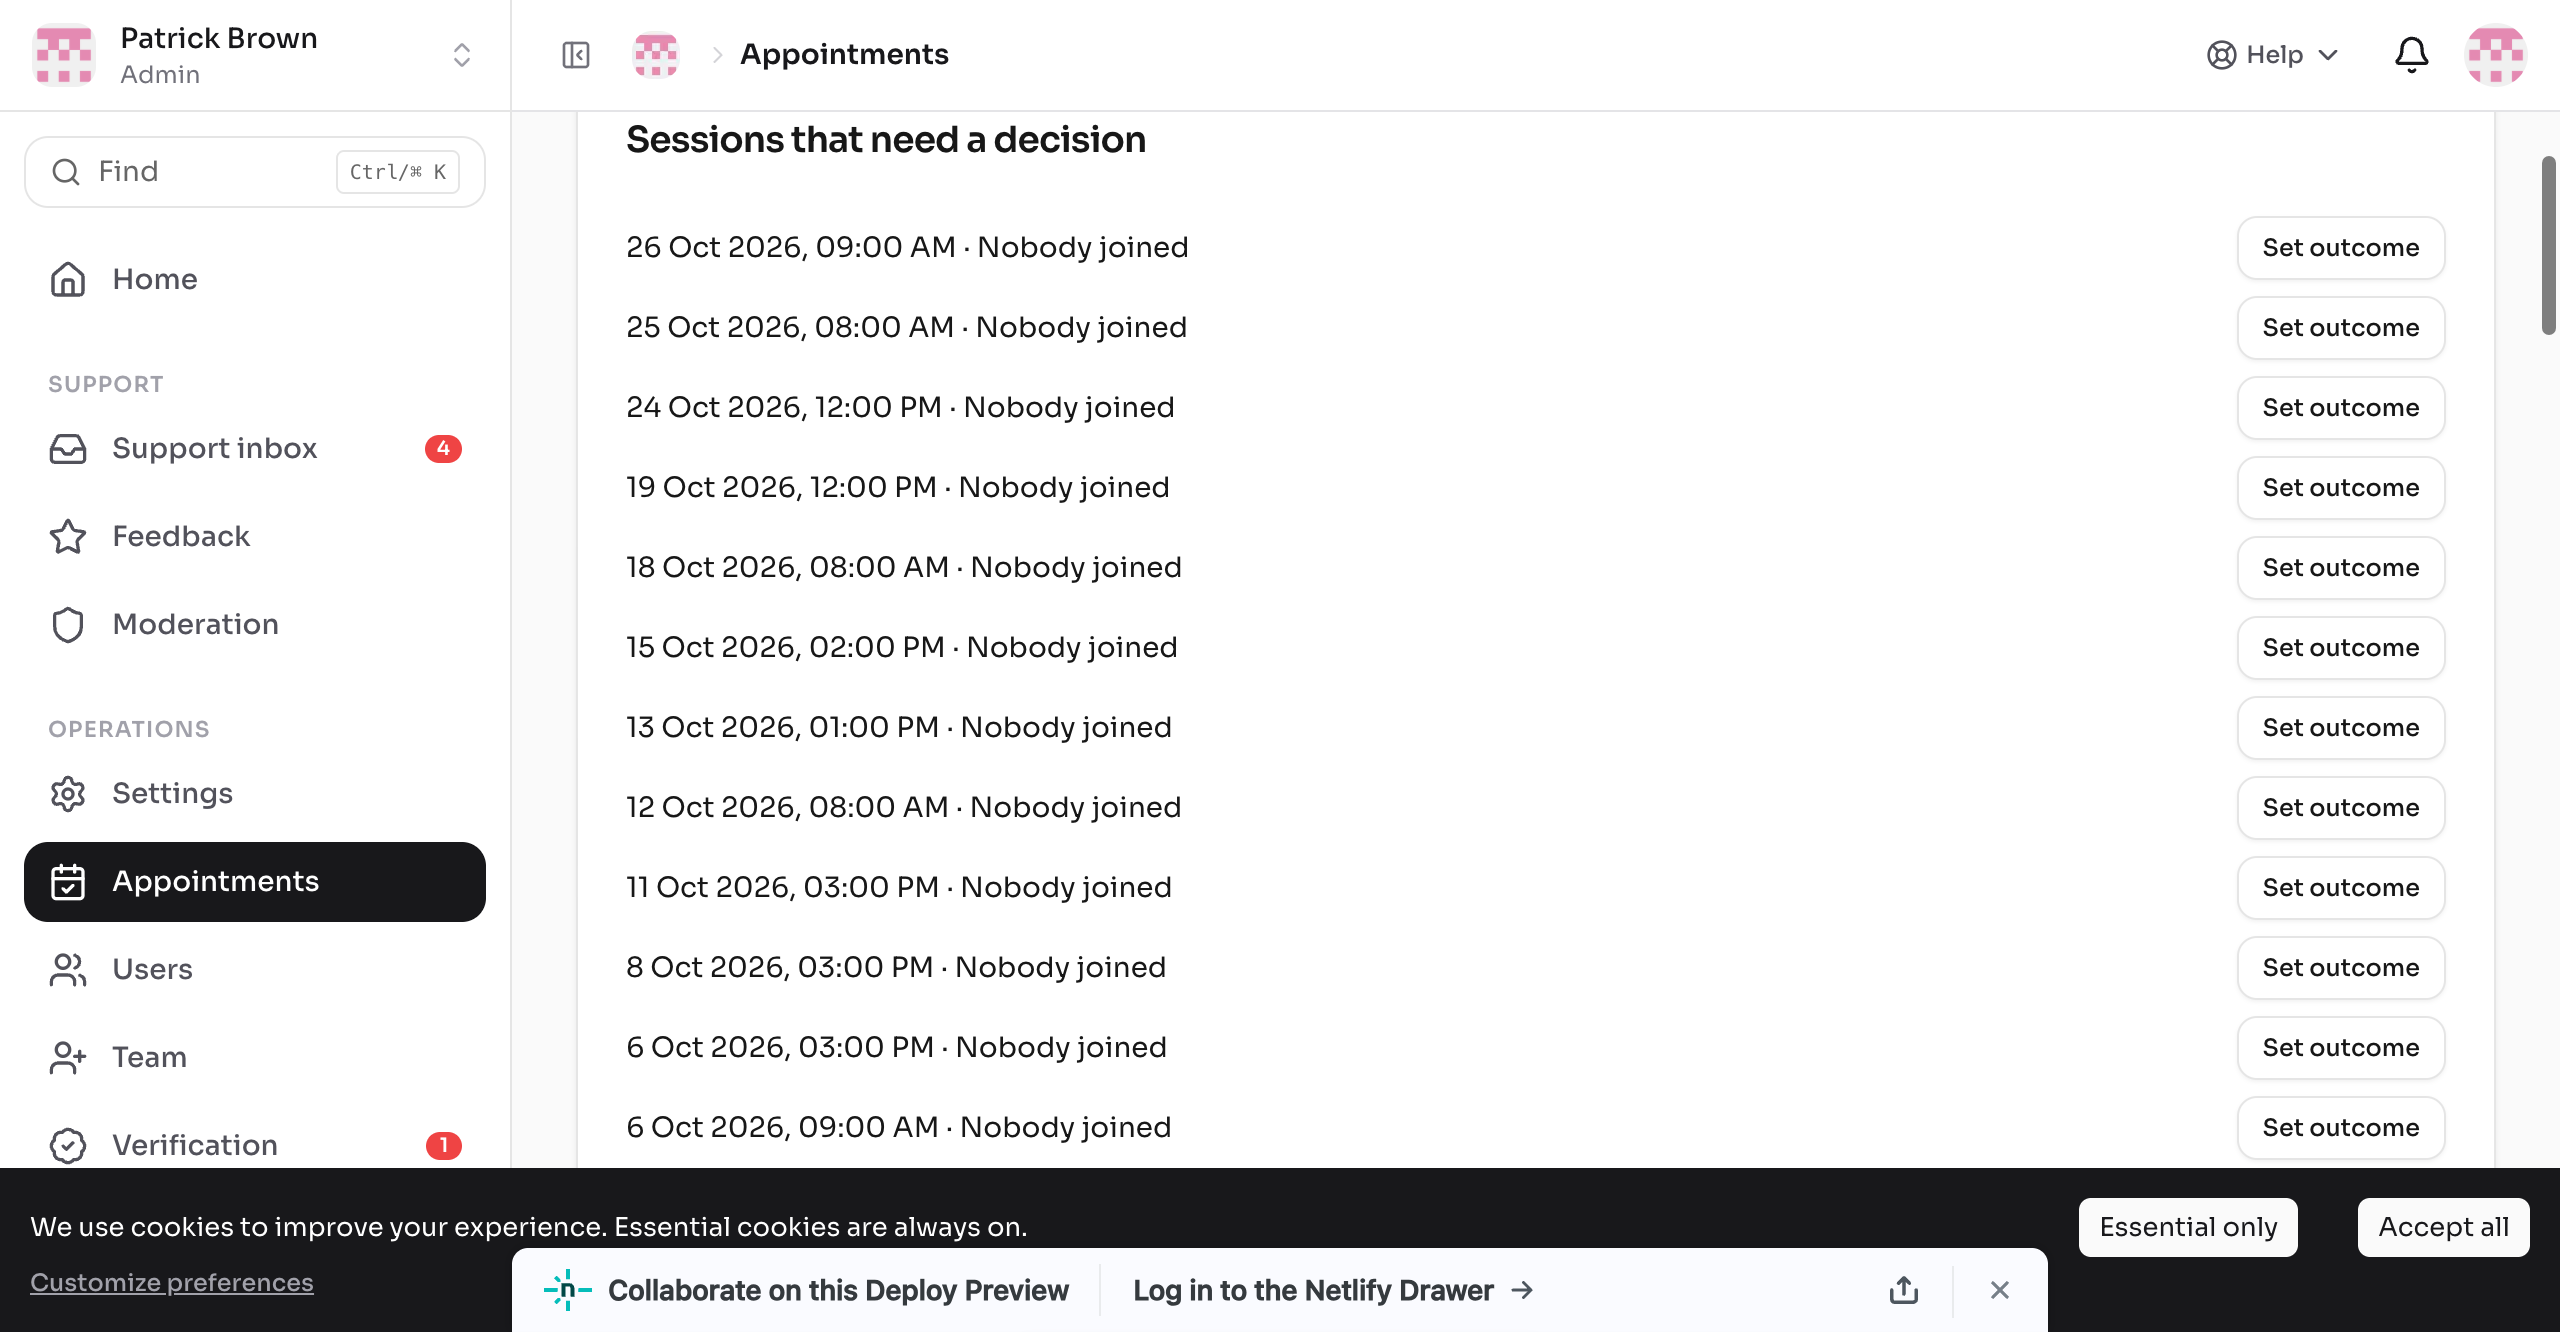 Patrick Brown
Admin
Appointments
Help
Find
Ctrl/⌘ K
Home
SUPPORT
Support inbox
4
Feedback
Moderation
OPERATIONS
Settings
Appointments
Users
Team
Verification
1
Sessions that need a decision
26 Oct 2026, 09:00 AM · Nobody joined
Set outcome
25 Oct 2026, 08:00 AM · Nobody joined
Set outcome
24 Oct 2026, 12:00 PM · Nobody joined
Set outcome
19 Oct 2026, 12:00 PM · Nobody joined
Set outcome
18 Oct 2026, 08:00 AM · Nobody joined
Set outcome
15 Oct 2026, 02:00 PM · Nobody joined
Set outcome
13 Oct 2026, 01:00 PM · Nobody joined
Set outcome
12 Oct 2026, 08:00 AM · Nobody joined
Set outcome
11 Oct 2026, 03:00 PM · Nobody joined
Set outcome
8 Oct 2026, 03:00 PM · Nobody joined
Set outcome
6 Oct 2026, 03:00 PM · Nobody joined
Set outcome
6 Oct 2026, 09:00 AM · Nobody joined
Set outcome
We use cookies to improve your experience. Essential cookies are always on.
Customize preferences
Essential only
Accept all
Collaborate on this Deploy Preview
Log in to the Netlify Drawer →